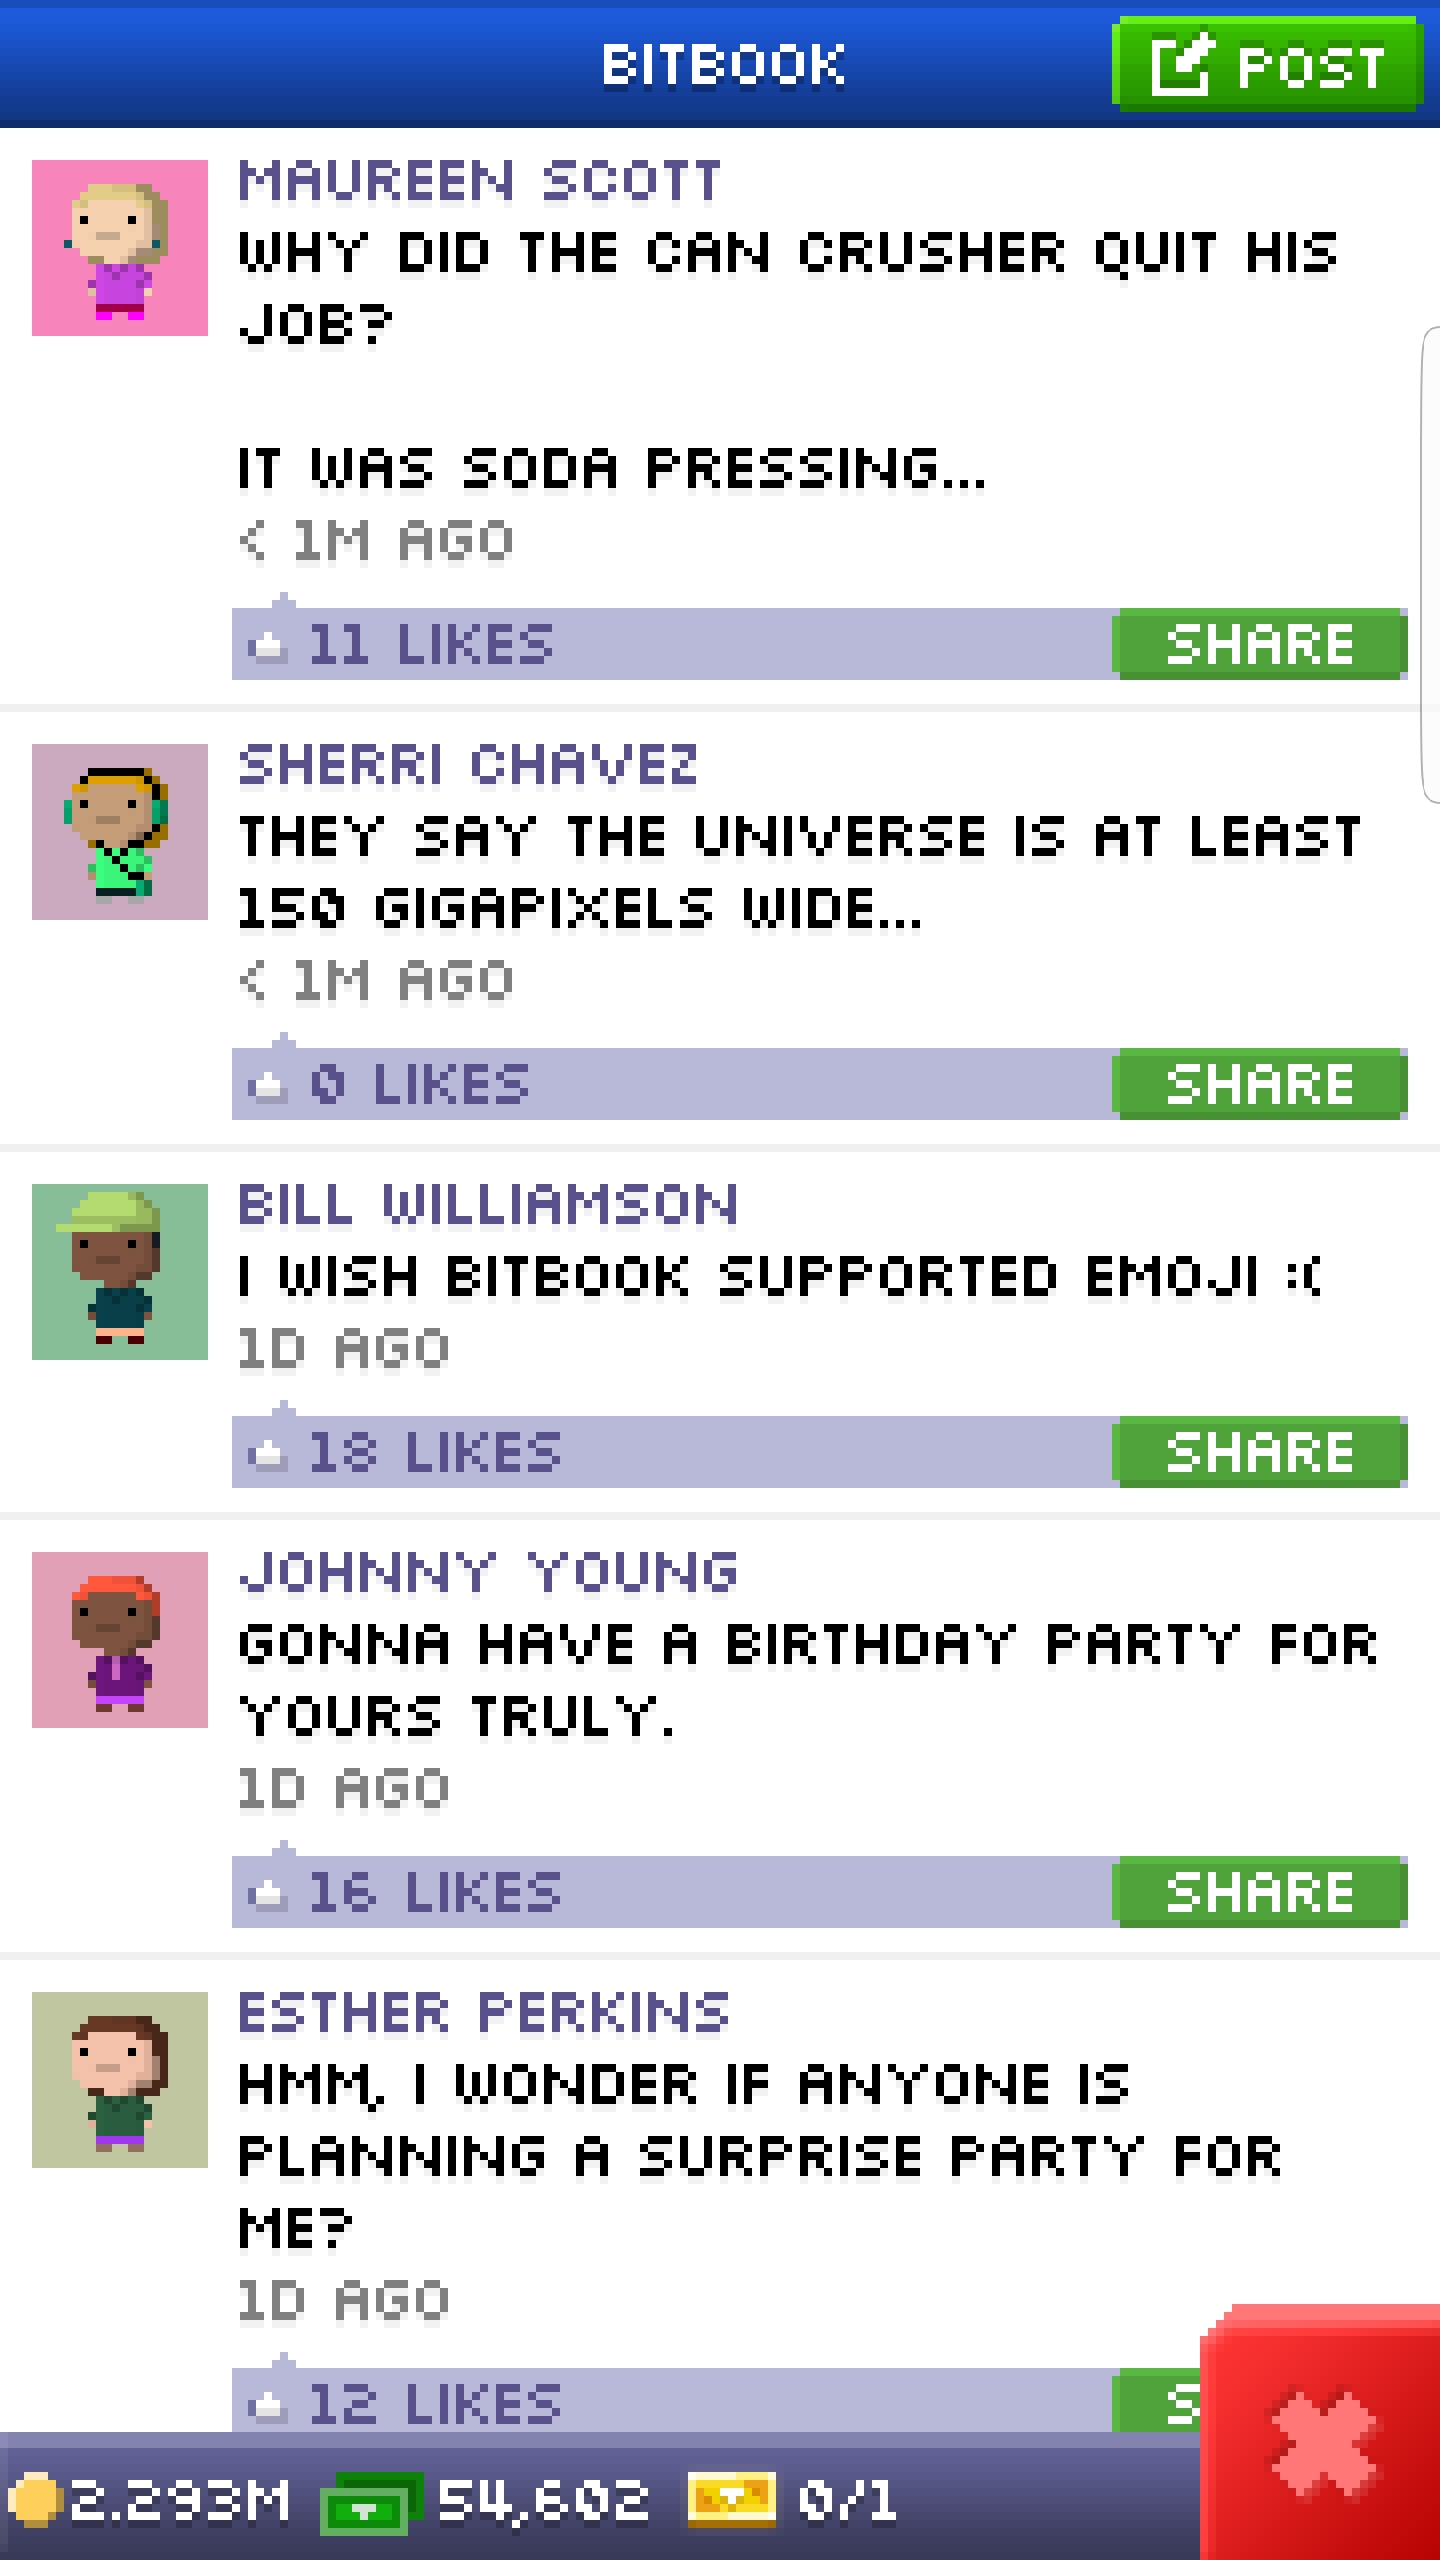 BITBOOK
POST
MAUREEN SCOTT
WHY DID THE CAN CRUSHER QUIT HIS
JOB?
IT WAS SODA PRESSING...
< 1M AGO
11 LIKES
SHARE
SHERRI CHAVEZ
THEY SAY THE UNIVERSE IS AT LEAST
150 GIGAPIXELS WIDE...
< 1M AGO
0 LIKES
SHARE
BILL WILLIAMSON
I WISH BITBOOK SUPPORTED EMOJI :(
1D AGO
18 LIKES
SHARE
JOHNNY YOUNG
GONNA HAVE A BIRTHDAY PARTY FOR
YOURS TRULY.
1D AGO
16 LIKES
SHARE
ESTHER PERKINS
HMM, I WONDER IF ANYONE IS
PLANNING A SURPRISE PARTY FOR
ME?
1D AGO
12 LIKES
2.293M 54,602 0/1